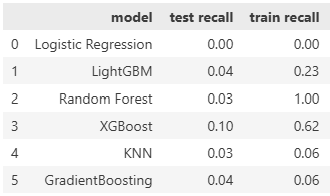 model test recall train recall
0 Logistic Regression 0.00 0.00
1 LightGBM 0.04 0.23
2 Random Forest 0.03 1.00
3 XGBoost 0.10 0.62
4 KNN 0.03 0.06
5 GradientBoosting 0.04 0.06